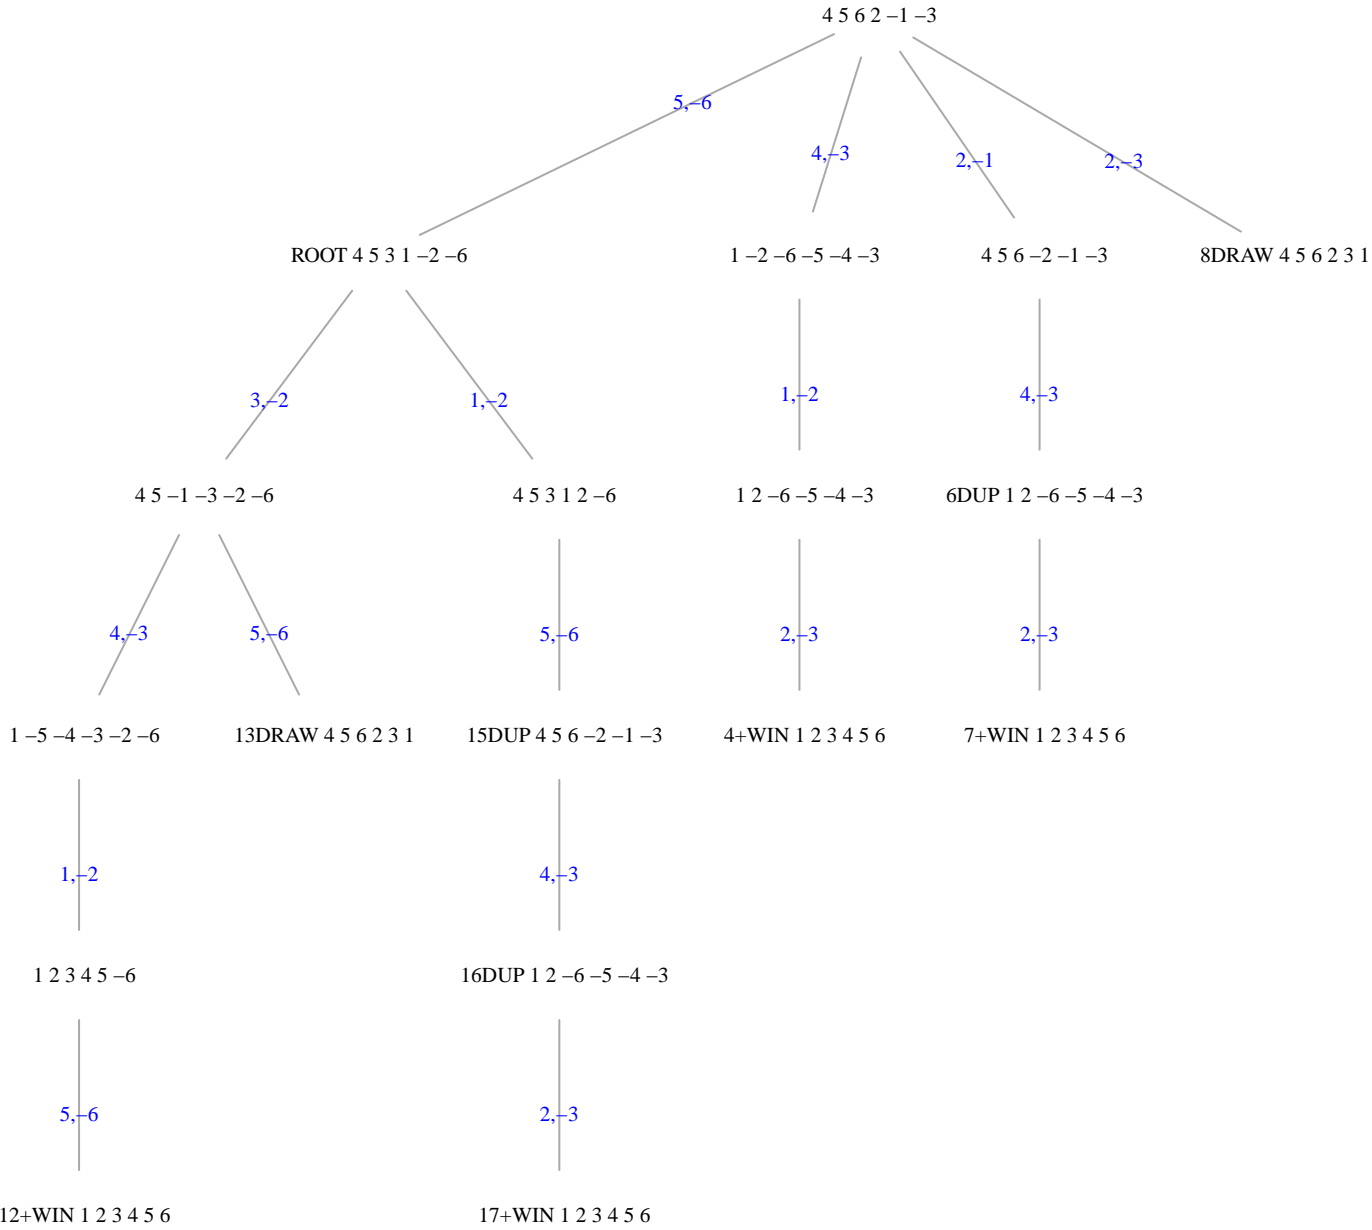 4 5 6 2 –1 –3
5,–6
4,–3
2,–1
2,–3
ROOT 4 5 3 1 –2 –6
1 –2 –6 –5 –4 –3
4 5 6 –2 –1 –3
8DRAW 4 5 6 2 3 1
3,–2
1,–2
1,–2
4,–3
4 5 –1 –3 –2 –6
4 5 3 1 2 –6
1 2 –6 –5 –4 –3
6DUP 1 2 –6 –5 –4 –3
4,–3
5,–6
5,–6
2,–3
2,–3
1 –5 –4 –3 –2 –6
13DRAW 4 5 6 2 3 1
15DUP 4 5 6 –2 –1 –3
4+WIN 1 2 3 4 5 6
7+WIN 1 2 3 4 5 6
1,–2
4,–3
1 2 3 4 5 –6
16DUP 1 2 –6 –5 –4 –3
5,–6
2,–3
12+WIN 1 2 3 4 5 6
17+WIN 1 2 3 4 5 6